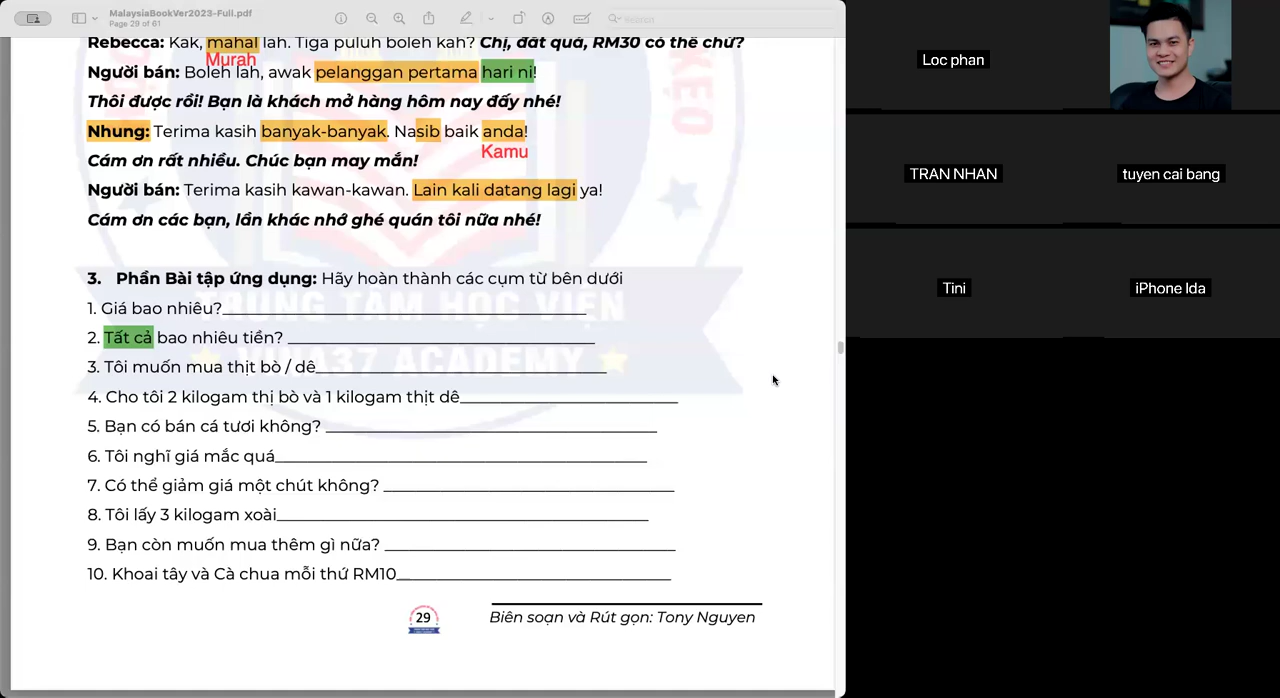 MalaysiaBookVer2023-Full.pdf
Page 29 of 61
Search
Rebecca: Kak, mahal lah. Tiga puluh boleh kah? Chị, đắt quá, RM30 có thể chứ?
Murah
Người bán: Boleh lah, awak pelanggan pertama hari ni!
Thôi được rồi! Bạn là khách mở hàng hôm nay đấy nhé!
Nhung: Terima kasih banyak-banyak. Nasib baik anda!
Kamu
Cám ơn rất nhiều. Chúc bạn may mắn!
Người bán: Terima kasih kawan-kawan. Lain kali datang lagi ya!
Cám ơn các bạn, lần khác nhớ ghé quán tôi nữa nhé!
3. Phần Bài tập ứng dụng: Hãy hoàn thành các cụm từ bên dưới
1. Giá bao nhiêu?
2. Tất cả bao nhiêu tiền?
3. Tôi muốn mua thịt bò / dê
4. Cho tôi 2 kilogam thị bò và 1 kilogam thịt dê
5. Bạn có bán cá tươi không?
6. Tôi nghĩ giá mắc quá
7. Có thể giảm giá một chút không?
8. Tôi lấy 3 kilogam xoài
9. Bạn còn muốn mua thêm gì nữa?
10. Khoai tây và Cà chua mỗi thứ RM10
TRUNG TÂM HỌC VIỆN
VINA37 ACADEMY
29
Biên soạn và Rút gọn: Tony Nguyen
Loc phan
TRAN NHAN
tuyen cai bang
Tini
iPhone Ida